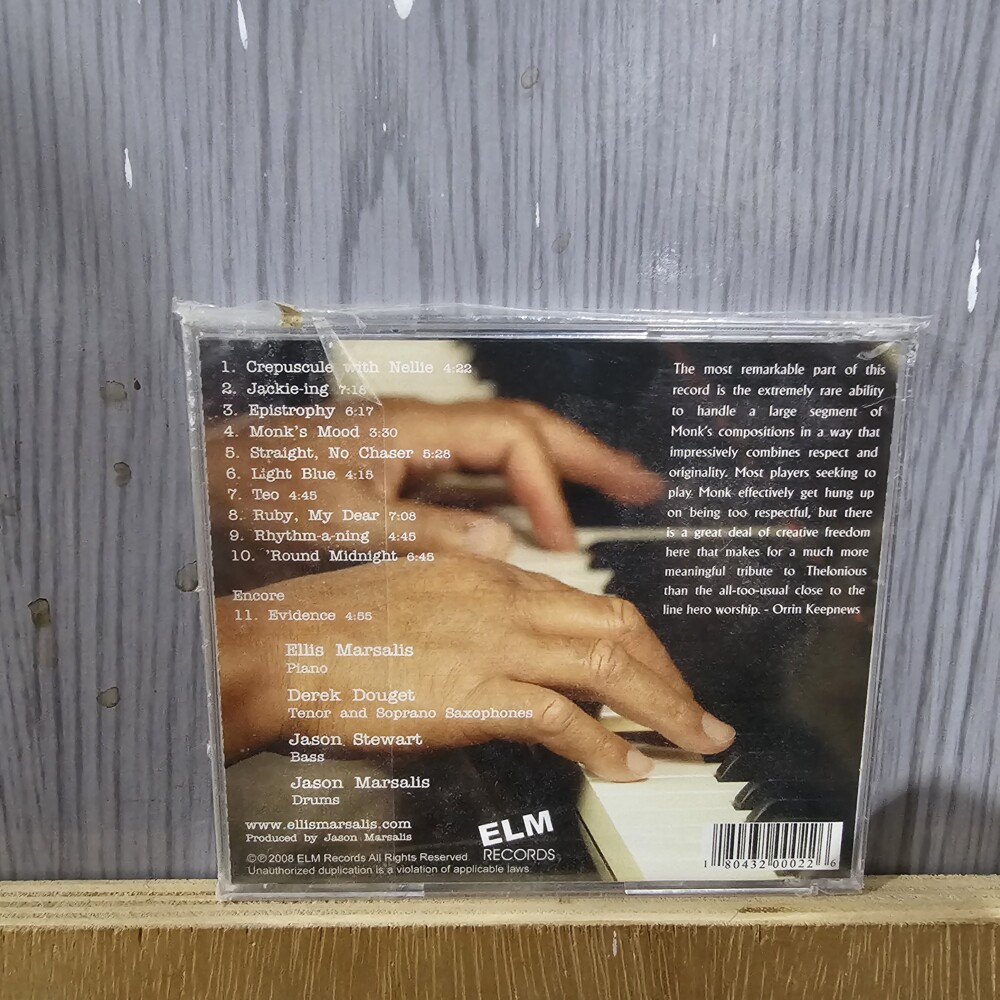 1. Crepuscule with Nellie 4:22
2. Jackie-ing 7:18
3. Epistrophy 6:17
4. Monk's Mood 3:30
5. Straight, No Chaser 5:28
6. Light Blue 4:15
7. Teo 4:45
8. Ruby, My Dear 7:08
9. Rhythm-a-ning 4:45
10. 'Round Midnight 6:45
Encore
11. Evidence 4:55
Ellis Marsalis
Piano
Derek Douget
Tenor and Soprano Saxophones
Jason Stewart
Bass
Jason Marsalis
Drums
www.ellismarsalis.com
Produced by Jason Marsalis
©℗2008 ELM Records All Rights Reserved
Unauthorized duplication is a violation of applicable laws.
ELM
RECORDS
The most remarkable part of this
record is the extremely rare ability
to handle a large segment of
Monk's compositions in a way that
impressively combines respect and
originality. Most players seeking to
play Monk effectively get hung up
on being too respectful, but there
is a great deal of creative freedom
here that makes for a much more
meaningful tribute to Thelonious
than the all-too-usual close to the
line hero worship. - Orrin Keepnews
1 80432 00022 6